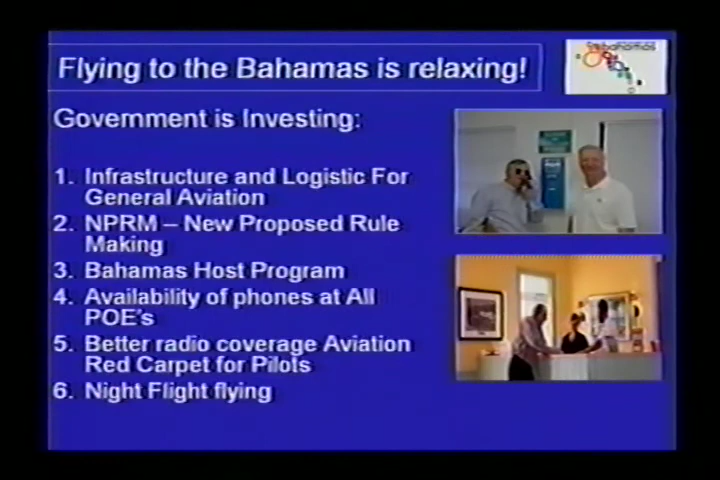 Flying to the Bahamas is relaxing!
bahamas
Government is Investing:
1. Infrastructure and Logistic For
General Aviation
2. NPRM – New Proposed Rule
Making
3. Bahamas Host Program
4. Availability of phones at All
POE's
5. Better radio coverage Aviation
Red Carpet for Pilots
6. Night Flight flying